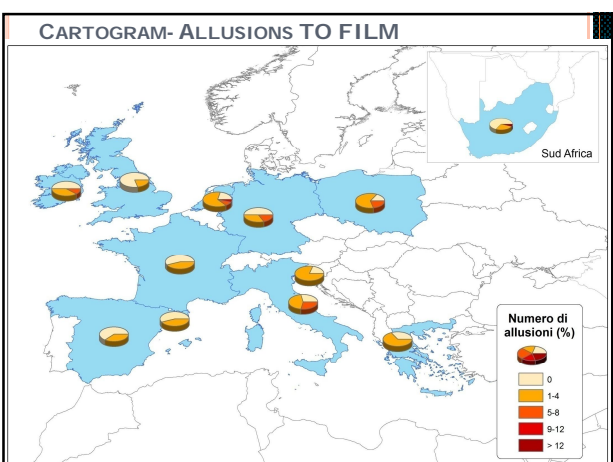 CARTOGRAM- ALLUSIONS TO FILM
Sud Africa
Numero di
allusioni (%)
0
1-4
5-8
9-12
> 12